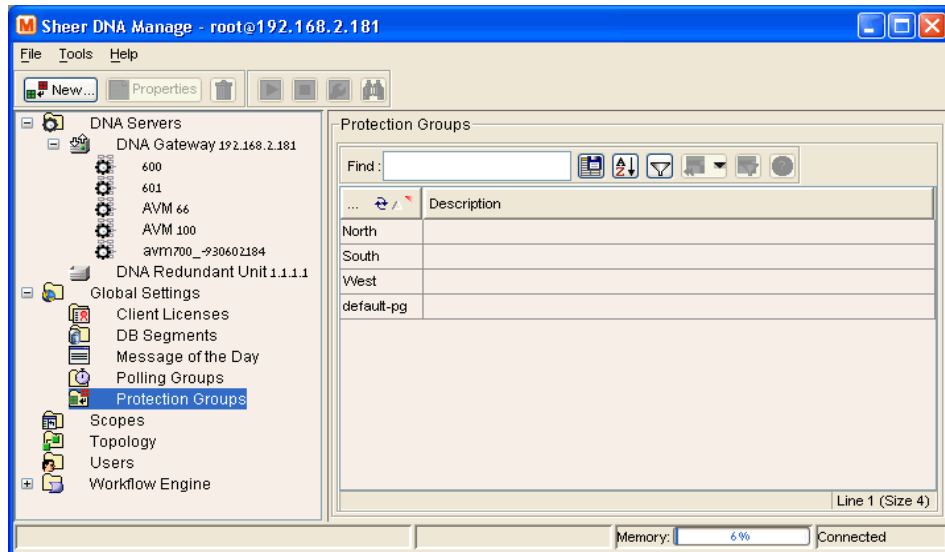 M Sheer DNA Manage - root@192.168.2.181
File Tools Help
New... Properties
DNA Servers
DNA Gateway 192.168.2.181
600
601
AVM 66
AVM 100
avm700_-930602184
DNA Redundant Unit 1.1.1.1
Global Settings
Client Licenses
DB Segments
Message of the Day
Polling Groups
Protection Groups
Scopes
Topology
Users
Workflow Engine
Protection Groups
Find :
... Description
North
South
West
default-pg
Line 1 (Size 4)
Memory: 6% Connected